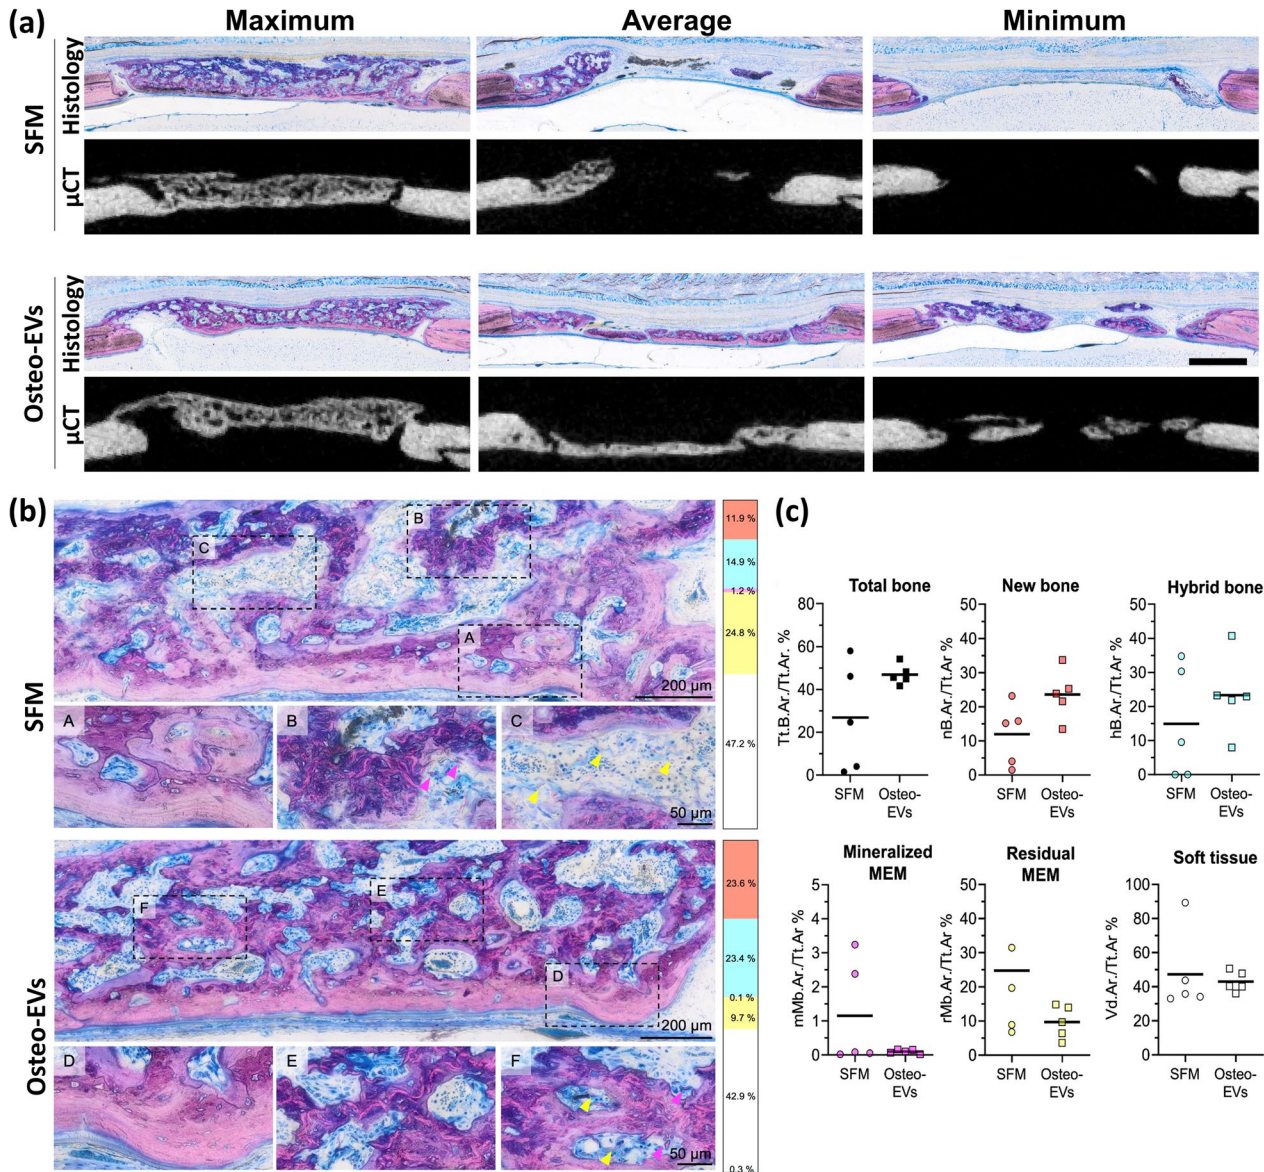 (a)
Maximum
Average
Minimum
SFM
Histology
µCT
Osteo-EVs
Histology
µCT
(b)
SFM
C
B
A
200 µm
A
B
C
50 µm
11.9 %
14.9 %
1.2 %
24.8 %
47.2 %
Osteo-EVs
F
E
D
200 µm
D
E
F
50 µm
23.6 %
23.4 %
0.1 %
9.7 %
42.9 %
0.3 %
(c)
Total bone
Tt.B.Ar./Tt.Ar. %
80
60
40
20
0
SFM
Osteo-
EVs
New bone
nB.Ar./Tt.Ar %
50
40
30
20
10
0
SFM
Osteo-
EVs
Hybrid bone
hB.Ar./Tt.Ar %
50
40
30
20
10
0
SFM
Osteo-
EVs
Mineralized
MEM
mMb.Ar./Tt.Ar %
5
4
3
2
1
0
SFM
Osteo-
EVs
Residual
MEM
rMb.Ar./Tt.Ar %
50
40
30
20
10
0
SFM
Osteo-
EVs
Soft tissue
Vd.Ar./Tt.Ar %
100
80
60
40
20
0
SFM
Osteo-
EVs